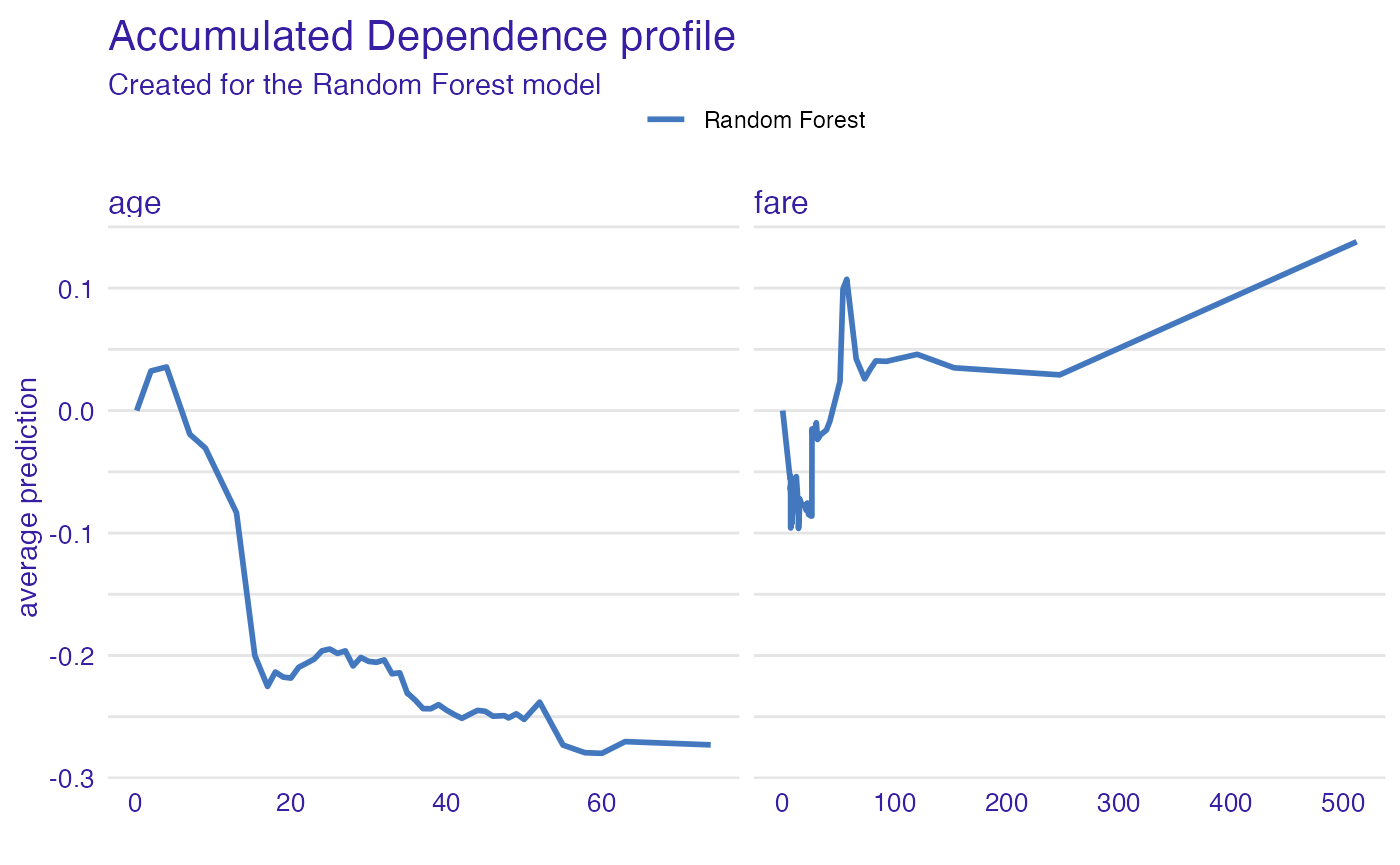 Accumulated Dependence profile
Created for the Random Forest model
Random Forest
age
fare
average prediction
0.1
0.0
-0.1
-0.2
-0.3
0 20 40 60
0 100 200 300 400 500